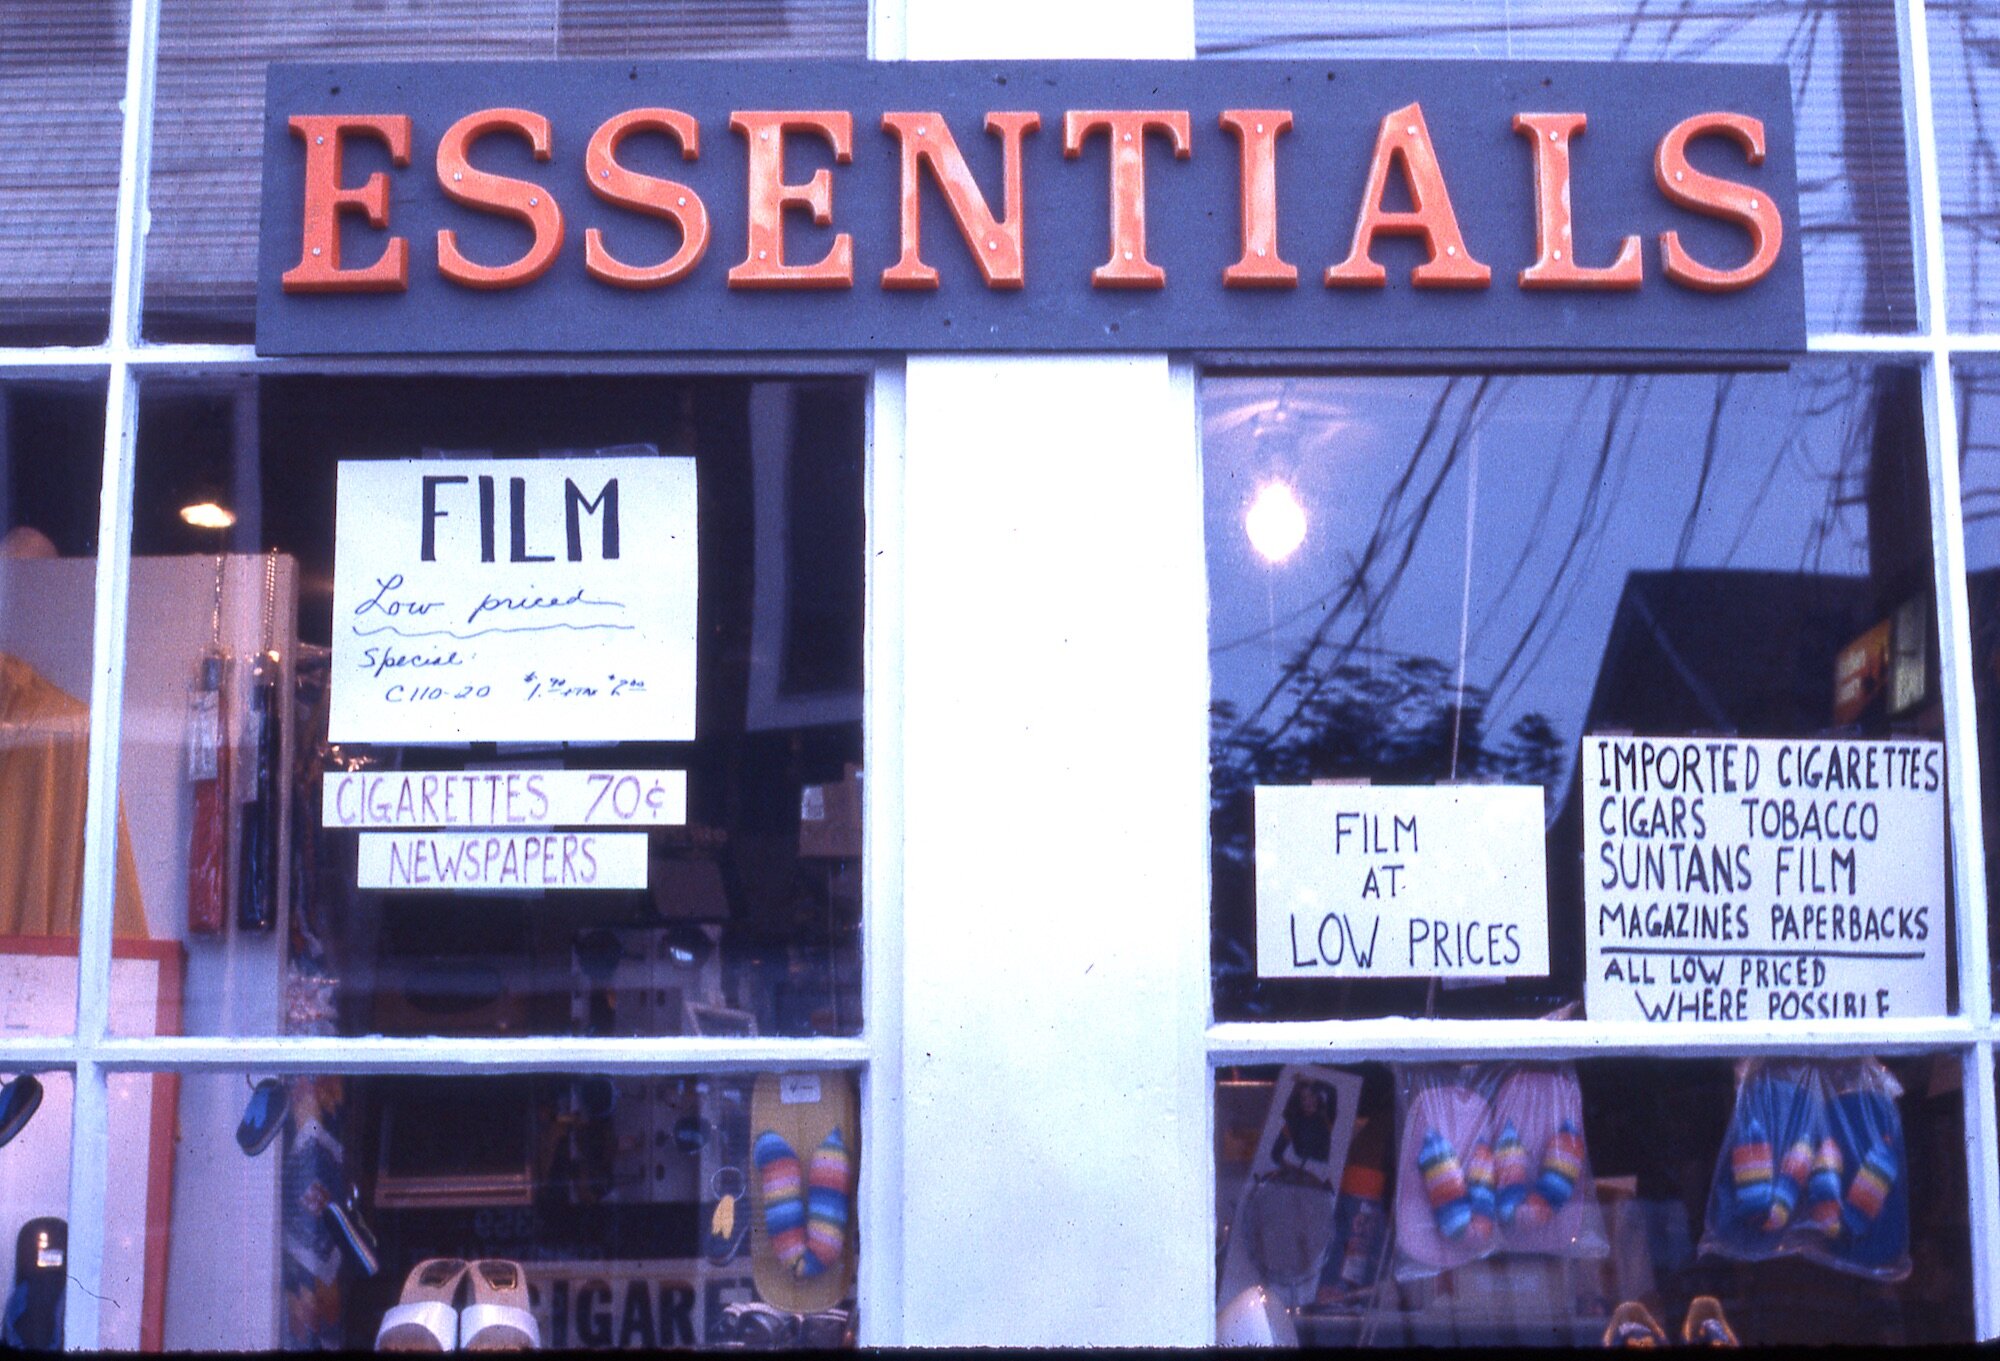 ESSENTIALS
FILM
Low priced
Special:
C110-20
CIGARETTES 70¢
NEWSPAPERS
FILM
AT
LOW PRICES
IMPORTED CIGARETTES
CIGARS TOBACCO
SUNTANS FILM
MAGAZINES PAPERBACKS
ALL LOW PRICED
WHERE POSSIBLE
CIGARE